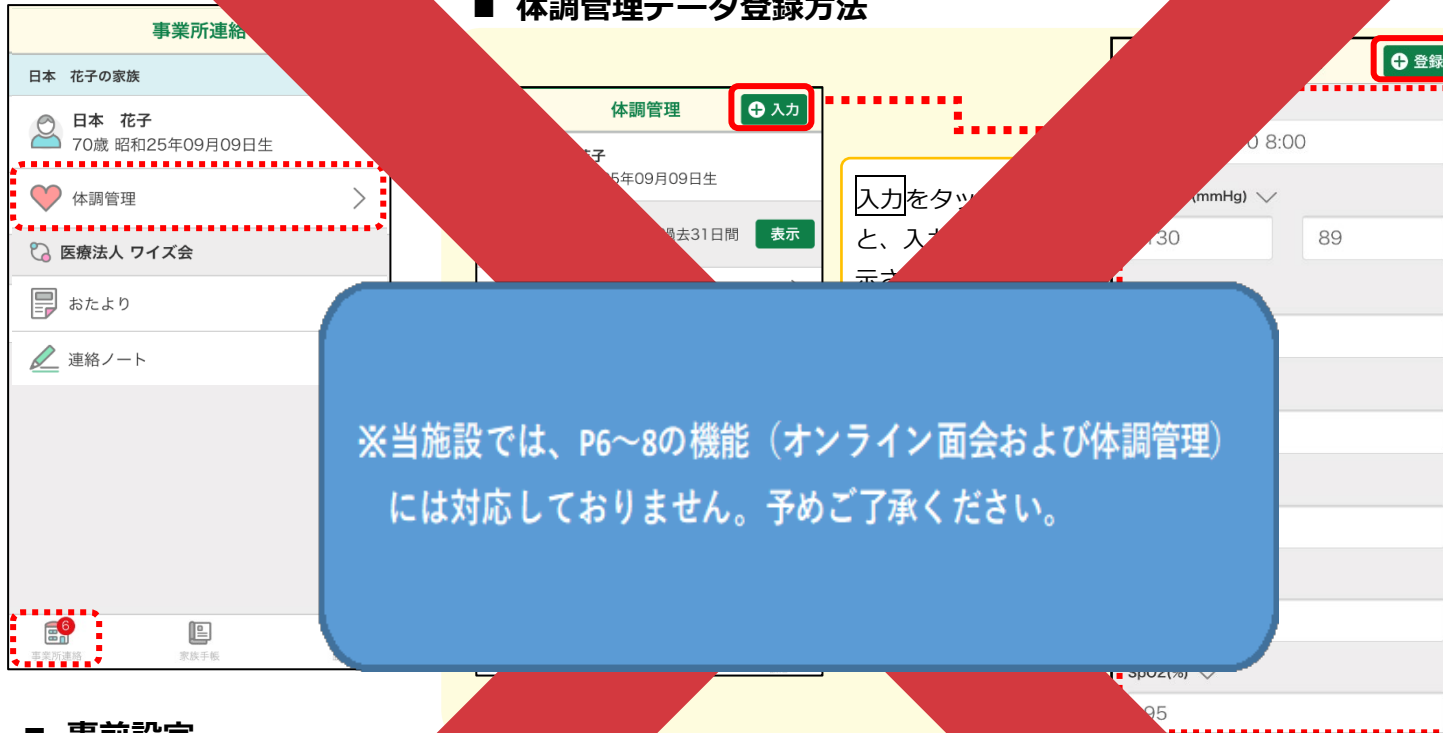 ■ 体調管理データ登録方法
事業所連絡
日本 花子の家族
日本 花子
70歳 昭和25年09月09日生
体調管理
医療法人 ワイズ会
おたより
連絡ノート
6
事業所連絡
家族手帳
体調管理
入力
5年09月09日生
過去31日間
表示
入力をタッ
と、入
登録
8:00
(mmHg)
130
89
※当施設では、P6～8の機能（オンライン面会および体調管理）
には対応しておりません。予めご了承ください。
SpO2(%)
95
■ 事前設定